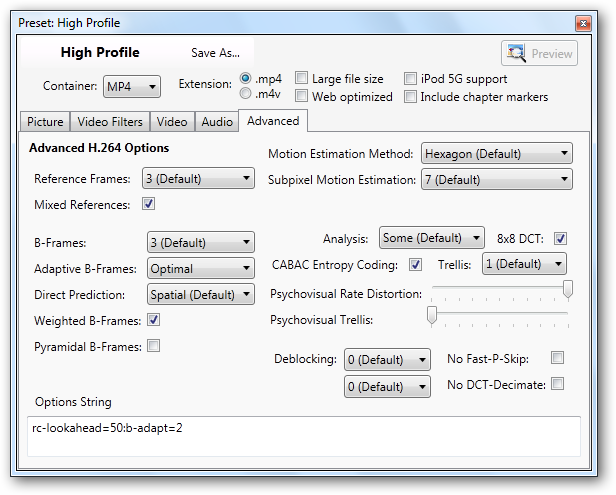 Preset: High Profile
High Profile
Save As...
Preview
Container: MP4
Extension: .mp4
.m4v
Large file size
Web optimized
iPod 5G support
Include chapter markers
Picture Video Filters Video Audio Advanced
Advanced H.264 Options
Reference Frames: 3 (Default)
Mixed References:
Motion Estimation Method: Hexagon (Default)
Subpixel Motion Estimation: 7 (Default)
B-Frames: 3 (Default)
Adaptive B-Frames: Optimal
Direct Prediction: Spatial (Default)
Weighted B-Frames:
Pyramidal B-Frames:
Analysis: Some (Default) 8x8 DCT:
CABAC Entropy Coding: Trellis: 1 (Default)
Psychovisual Rate Distortion:
Psychovisual Trellis:
Deblocking: 0 (Default) No Fast-P-Skip:
0 (Default) No DCT-Decimate:
Options String
rc-lookahead=50:b-adapt=2